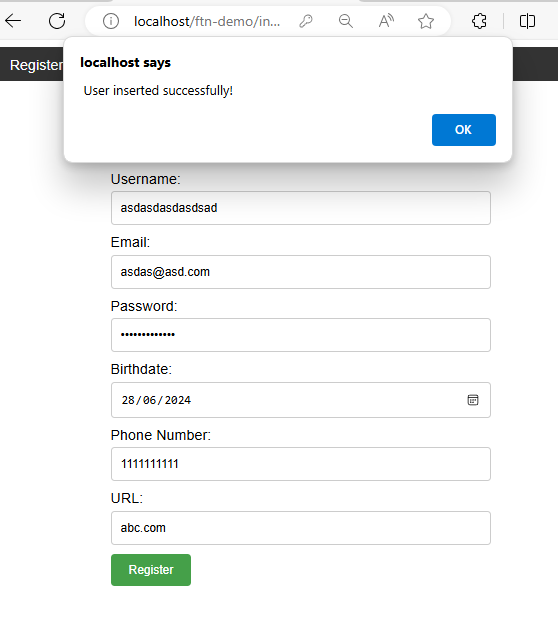 localhost/ftn-demo/in...
Register
localhost says
User inserted successfully!
OK
Username:
asdasdasdasdsad
Email:
asdas@asd.com
Password:
•••••••••••••
Birthdate:
28/06/2024
Phone Number:
1111111111
URL:
abc.com
Register